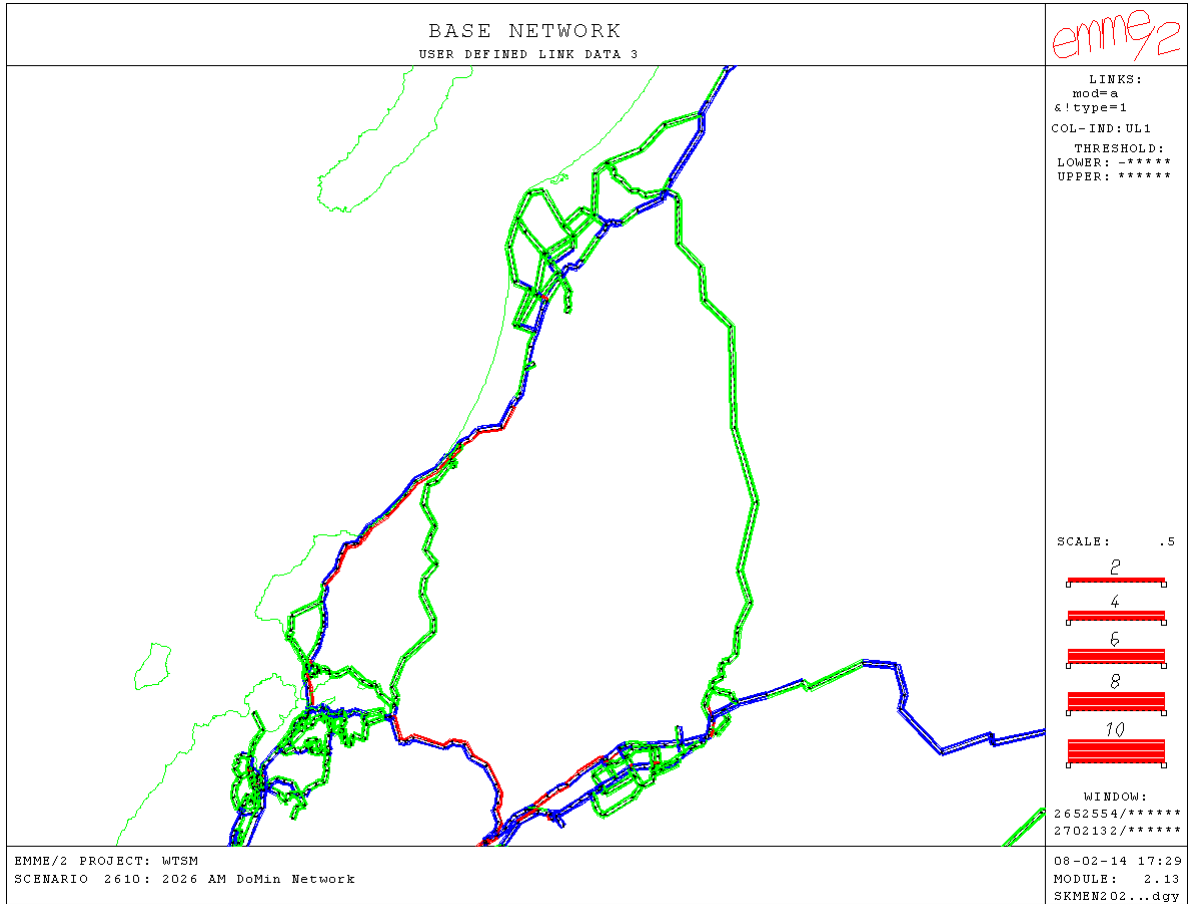 BASE NETWORK
USER DEFINED LINK DATA 3
emme/2
LINKS:
mod=a
&!type=1
COL-IND:UL1
THRESHOLD:
LOWER: -*****
UPPER: ******
SCALE: .5
2
4
6
8
10
WINDOW:
2652554/******
2702132/******
EMME/2 PROJECT: WTSM
SCENARIO 2610: 2026 AM DoMin Network
08-02-14 17:29
MODULE: 2.13
SKMEN202...dgy